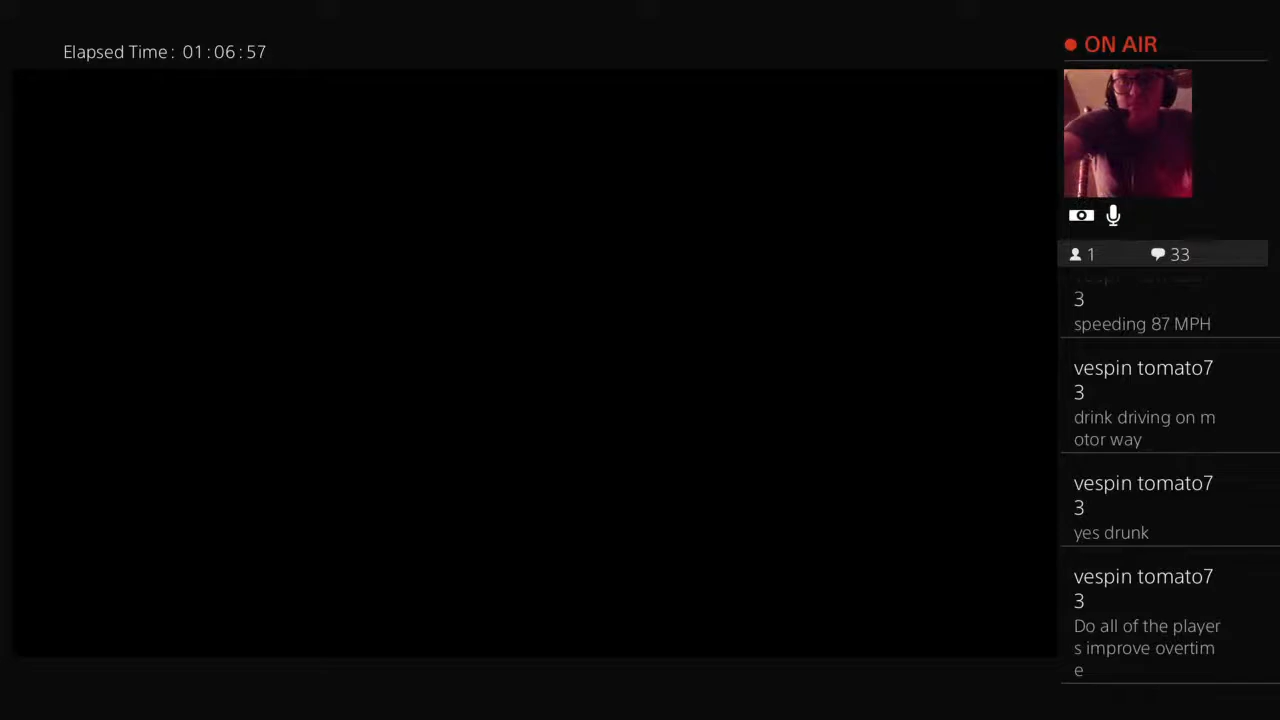 Elapsed Time: 01:06:57
ON AIR
1 33
3
speeding 87 MPH
vespin tomato7
3
drink driving on m
otor way
vespin tomato7
3
yes drunk
vespin tomato7
3
Do all of the player
s improve overtim
e